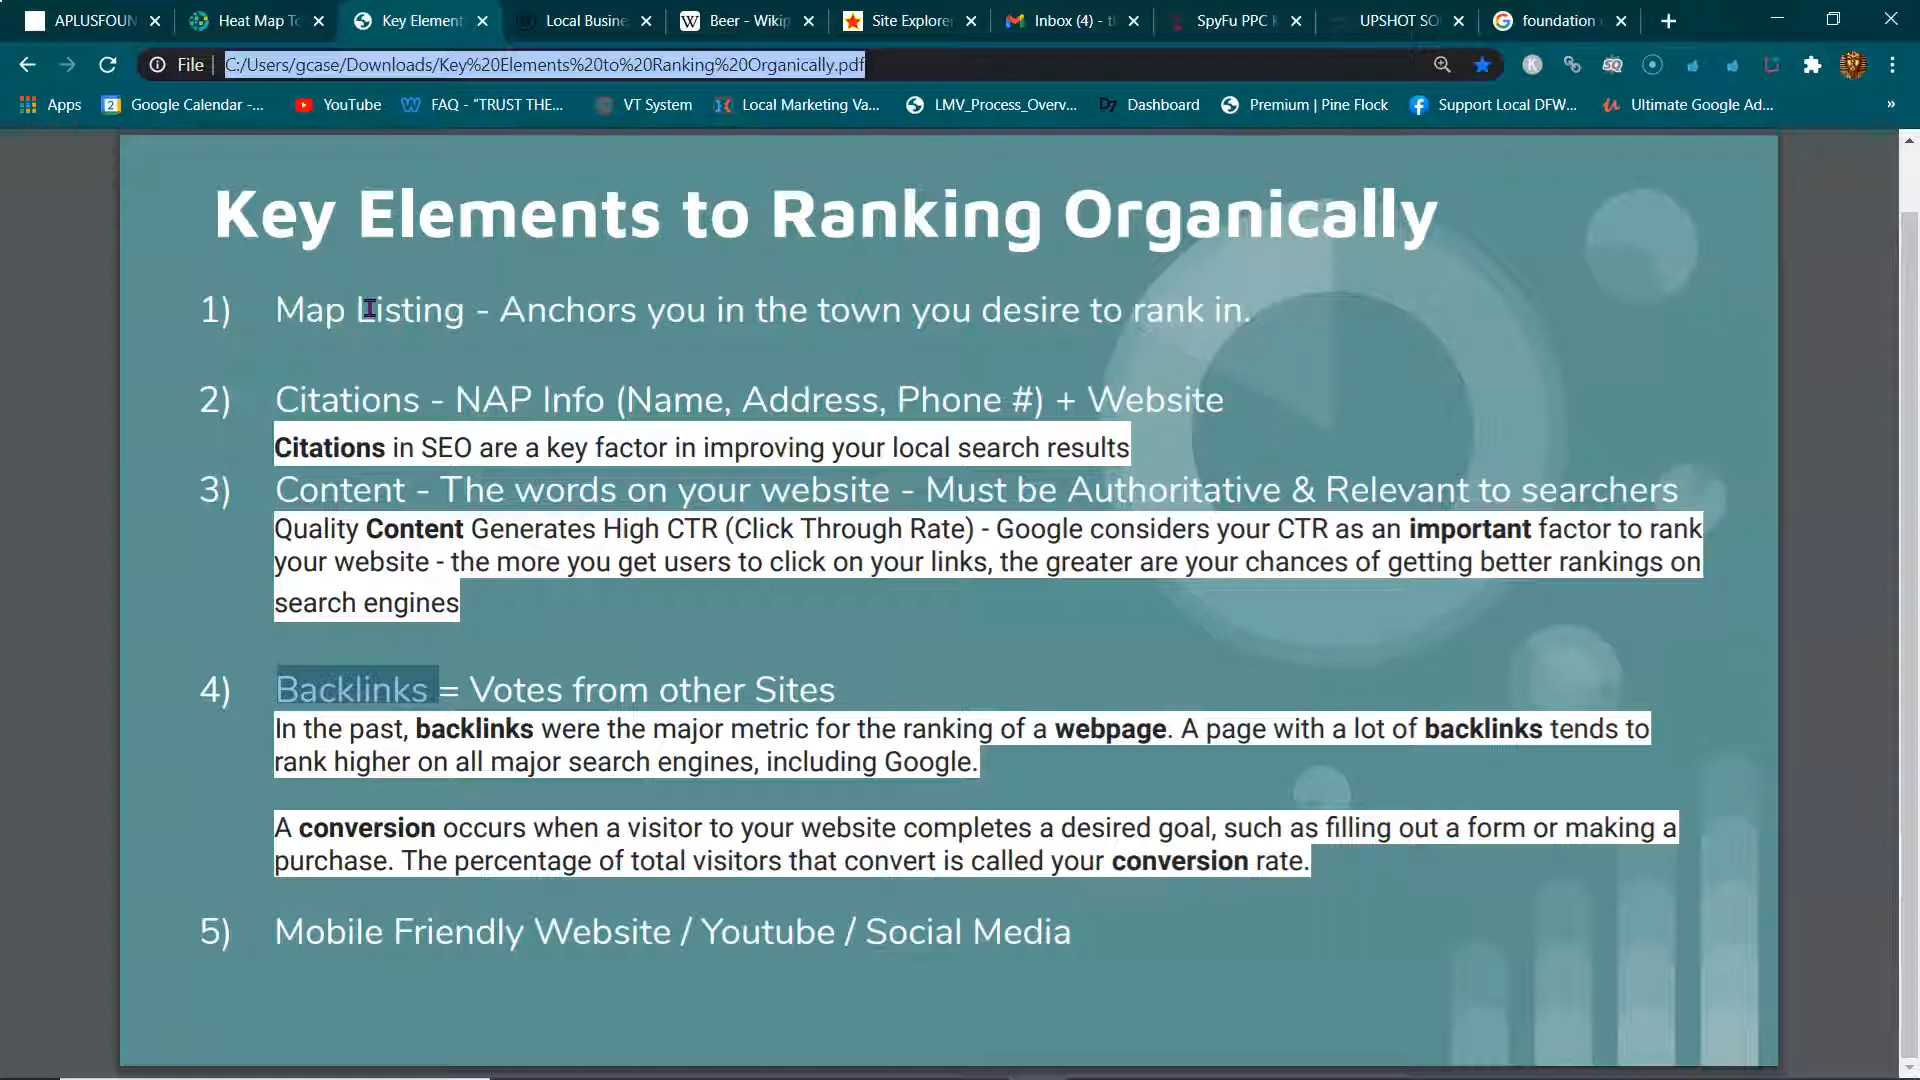 APLUSFOUN
Heat Map To
Key Element
Local Busine
Beer - Wikip
Site Explorer
Inbox (4) - t
SpyFu PPC
UPSHOT SO
foundation
File
C:/Users/gcase/Downloads/Key%20Elements%20to%20Ranking%20Organically.pdf
Apps
Google Calendar -...
YouTube
FAQ - "TRUST THE...
VT System
Local Marketing Va...
LMV_Process_Overv...
Dashboard
Premium | Pine Flock
Support Local DFW...
Ultimate Google Ad...
»
Key Elements to Ranking Organically
1) Map Listing - Anchors you in the town you desire to rank in.
2) Citations - NAP Info (Name, Address, Phone #) + Website
Citations in SEO are a key factor in improving your local search results
3) Content - The words on your website - Must be Authoritative & Relevant to searchers
Quality Content Generates High CTR (Click Through Rate) - Google considers your CTR as an important factor to rank
your website - the more you get users to click on your links, the greater are your chances of getting better rankings on
search engines
4) Backlinks = Votes from other Sites
In the past, backlinks were the major metric for the ranking of a webpage. A page with a lot of backlinks tends to
rank higher on all major search engines, including Google.
A conversion occurs when a visitor to your website completes a desired goal, such as filling out a form or making a
purchase. The percentage of total visitors that convert is called your conversion rate.
5) Mobile Friendly Website / Youtube / Social Media